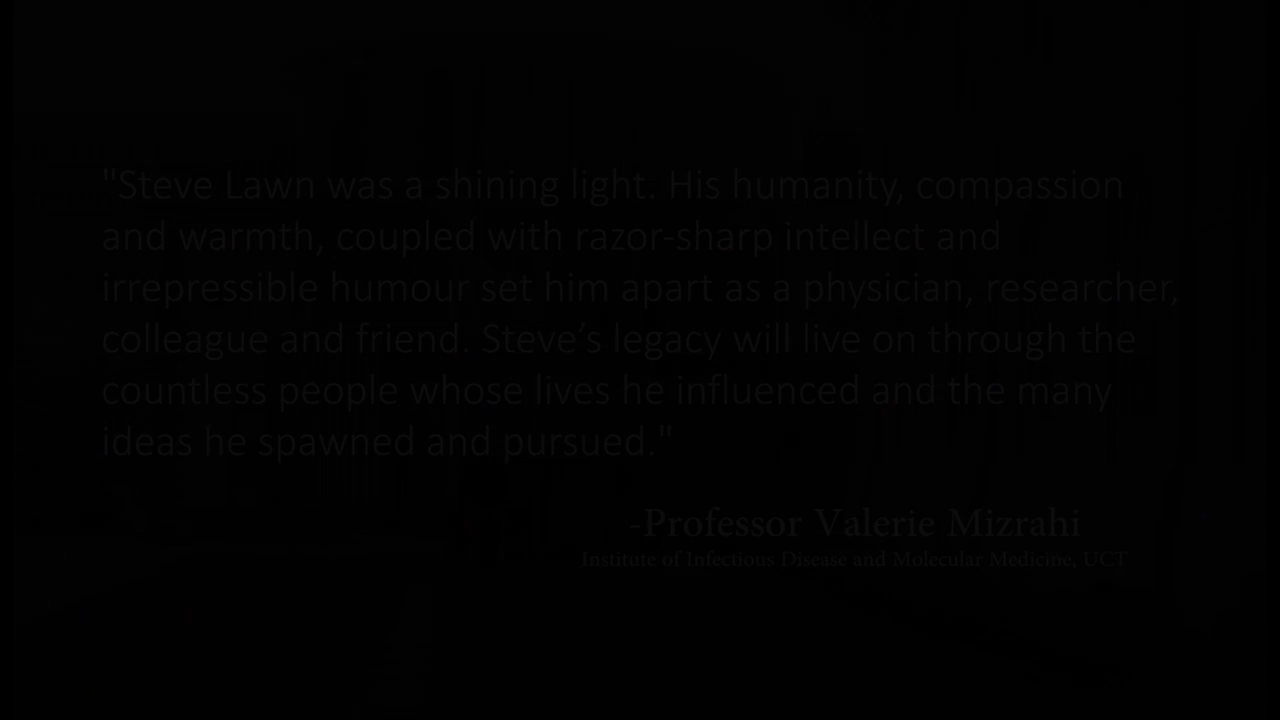 "Steve Lawn was a shining light. His humanity, compassion
and warmth, coupled with razor-sharp intellect and
irrepressible humour set him apart as a physician, researcher,
colleague and friend. Steve’s legacy will live on through the
countless people whose lives he influenced and the many
ideas he spawned and pursued."
-Professor Valerie Mizrahi
Institute of Infectious Disease and Molecular Medicine, UCT